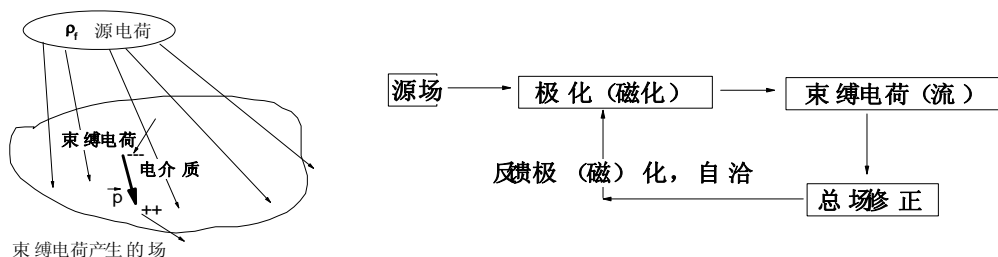 ρf 源电荷
束缚电荷
---
电介质
p
++
束缚电荷产生的场
源场
极化（磁化）
束缚电荷（流）
反馈极（磁）化，自洽
总场修正